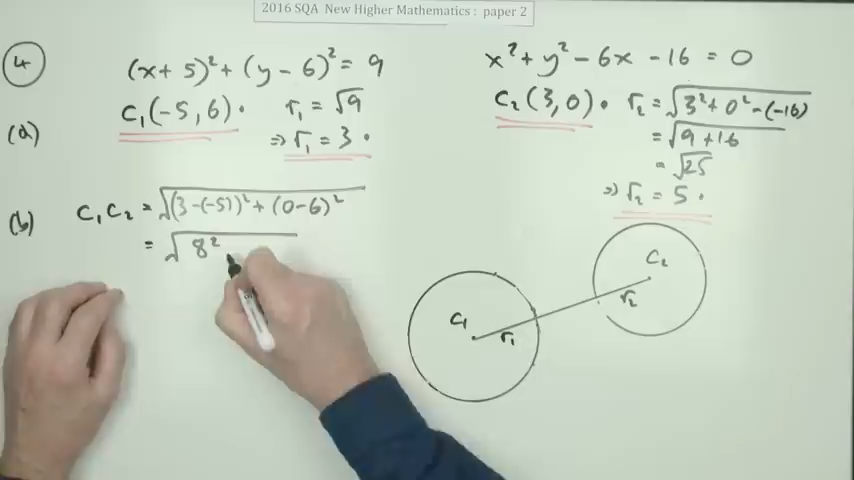 2016 SQA New Higher Mathematics : paper 2
4
(x+5)²+(y-6)²= 9
x²+y²-6x-16=0
(a)
C₁(-5,6).
r₁=√9
⇒ r₁=3.
C₂(3,0).
r₂=√3²+0²-(-16)
=√9+16
=√25
⇒ r₂= 5.
(b)
C₁C₂=√(3-(-5))²+(0-6)²
=√8²
C₁
r₁
C₂
r₂